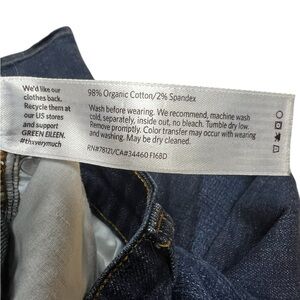 We'd like our
clothes back.
Recycle them at
our US stores
and support
GREEN EILEEN.
#thxverymuch
98% Organic Cotton/2% Spandex
Wash before wearing. We recommend, machine wash
cold, separately, inside out, no bleach. Tumble dry low.
Remove promptly. Color transfer may occur with wearing
and washing. May be dry cleaned.
RN#78121/CA#34460 F16BD